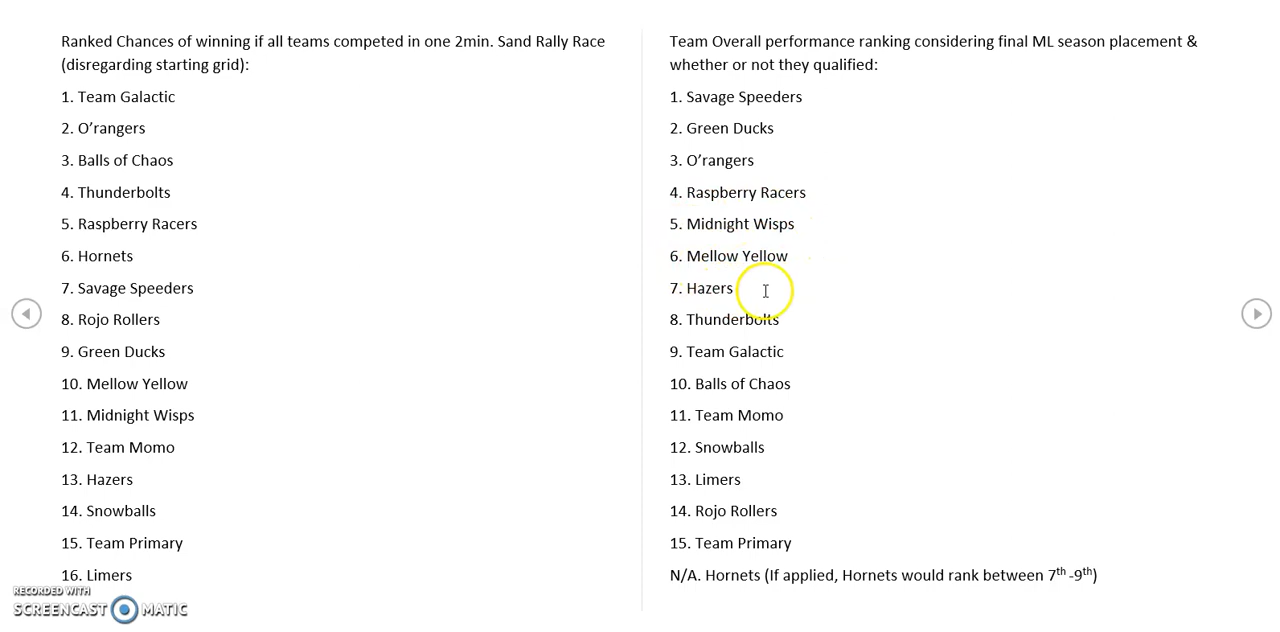 Ranked Chances of winning if all teams competed in one 2min. Sand Rally Race
(disregarding starting grid):
1. Team Galactic
2. O’rangers
3. Balls of Chaos
4. Thunderbolts
5. Raspberry Racers
6. Hornets
7. Savage Speeders
8. Rojo Rollers
9. Green Ducks
10. Mellow Yellow
11. Midnight Wisps
12. Team Momo
13. Hazers
14. Snowballs
15. Team Primary
16. Limers
Team Overall performance ranking considering final ML season placement &
whether or not they qualified:
1. Savage Speeders
2. Green Ducks
3. O’rangers
4. Raspberry Racers
5. Midnight Wisps
6. Mellow Yellow
7. Hazers
8. Thunderbolts
9. Team Galactic
10. Balls of Chaos
11. Team Momo
12. Snowballs
13. Limers
14. Rojo Rollers
15. Team Primary
N/A. Hornets (If applied, Hornets would rank between 7th -9th)
RECORDED WITH
SCREENCAST MATIC